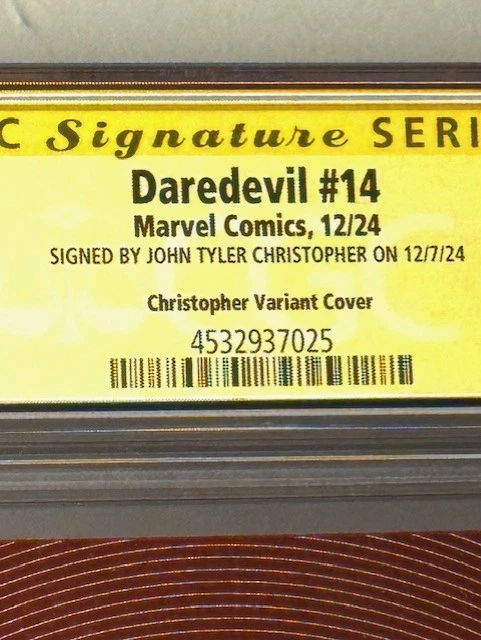 C Signature SERI
Daredevil #14
Marvel Comics, 12/24
SIGNED BY JOHN TYLER CHRISTOPHER ON 12/7/24
Christopher Variant Cover
4532937025